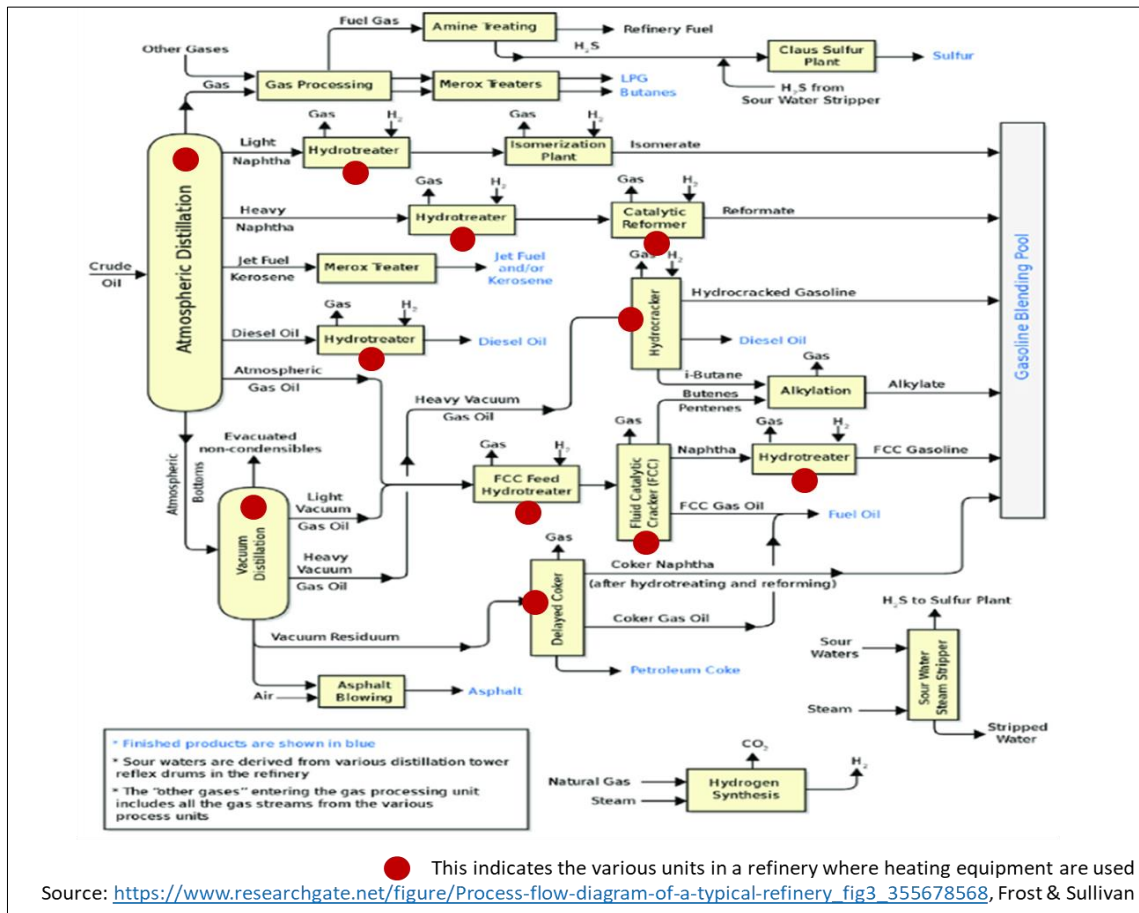 Fuel Gas
Amine Treating
Refinery Fuel
Other Gases
H₂S
Claus Sulfur
Plant
Sulfur
Gas
Gas Processing
Merox Treaters
LPG
Butanes
H₂S from
Sour Water Stripper
Gas
H₂
Gas
H₂
Light
Naphtha
Hydrotreater
Isomerization
Plant
Isomerate
Gas
H₂
Gas
H₂
Heavy
Naphtha
Hydrotreater
Catalytic
Reformer
Reformate
Crude
Oil
Atmospheric Distillation
Jet Fuel
Kerosene
Merox Treater
Jet Fuel
and/or
Kerosene
Gas
H₂
Hydrocracker
Hydrocracked Gasoline
Gasoline Blending Pool
Gas
H₂
Diesel Oil
Hydrotreater
Diesel Oil
Diesel Oil
Atmospheric
Gas Oil
i-Butane
Gas
Heavy Vacuum
Gas Oil
Butenes
Pentenes
Alkylation
Alkylate
Evacuated
non-condensibles
Atmospheric
Bottoms
Gas
H₂
Gas
Gas
H₂
Naphtha
Hydrotreater
FCC Gasoline
FCC Feed
Hydrotreater
Fluid Catalytic
Cracker (FCC)
Light
Vacuum
Gas Oil
FCC Gas Oil
Fuel Oil
Vacuum
Distillation
Heavy
Vacuum
Gas Oil
Gas
Coker Naphtha
(after hydrotreating and reforming)
Delayed Coker
Coker Gas Oil
Vacuum Residuum
Petroleum Coke
H₂S to Sulfur Plant
Sour
Waters
Sour Water
Steam Stripper
Steam
Stripped
Water
Air
Asphalt
Blowing
Asphalt
* Finished products are shown in blue
* Sour waters are derived from various distillation tower
reflex drums in the refinery
* The "other gases" entering the gas processing unit
includes all the gas streams from the various
process units
CO₂
H₂
Natural Gas
Steam
Hydrogen
Synthesis
This indicates the various units in a refinery where heating equipment are used
Source: https://www.researchgate.net/figure/Process-flow-diagram-of-a-typical-refinery_fig3_355678568, Frost & Sullivan